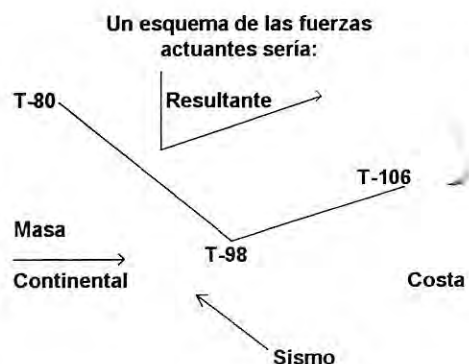 Un esquema de las fuerzas
actuantes sería:
T-80
Resultante
T-106
Masa
T-98
Continental
Costa
Sismo